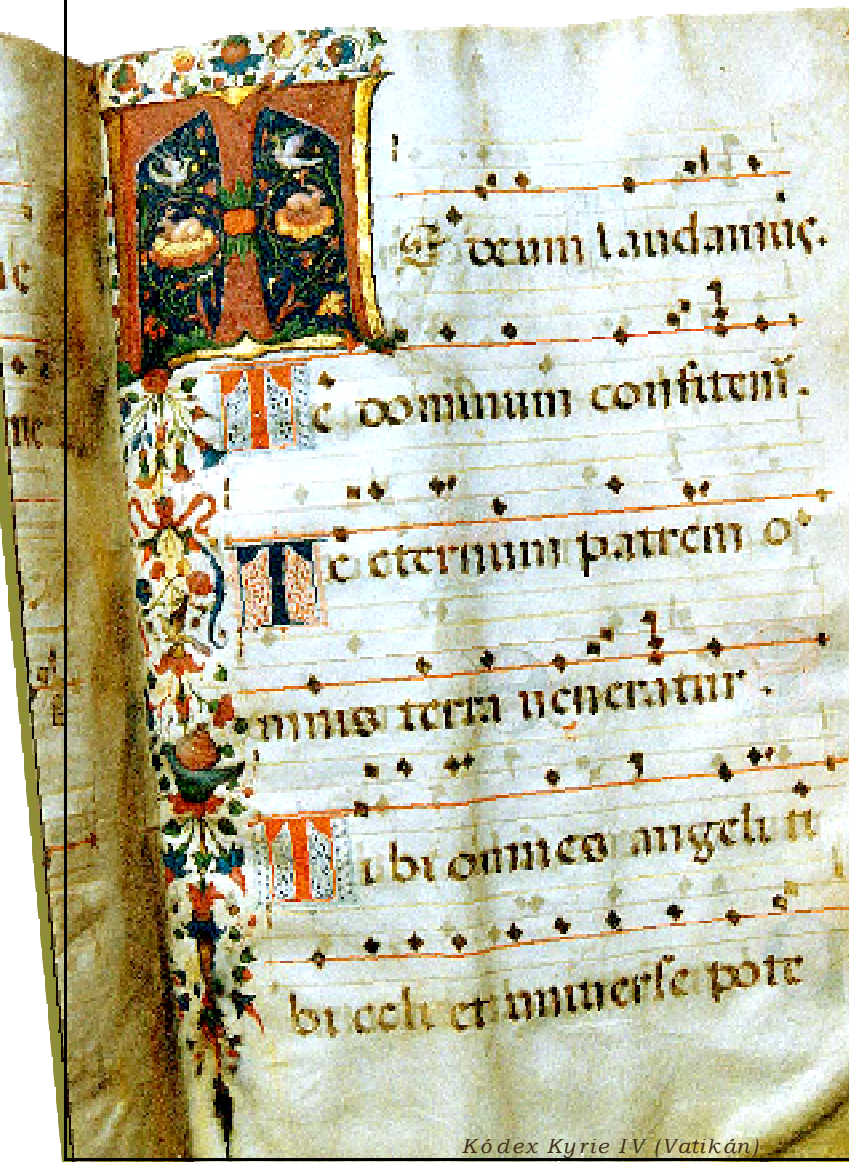 TE deum laudamus.
Te dominum confitem̃.
Te eternum patrem o
mnis terra veneratur.
Tibi omnes angeli ti
bi celi et universe pote
Kódex Kyrie IV (Vatikán)